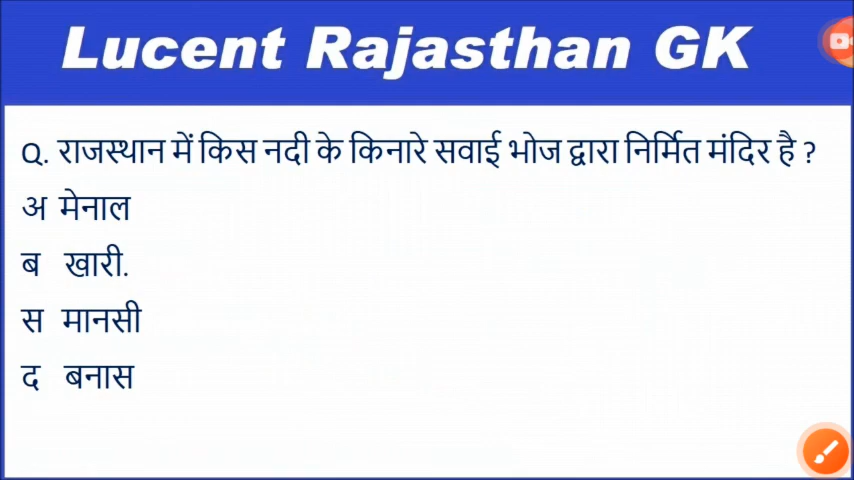 Lucent Rajasthan GK
Q. राजस्थान में किस नदी के किनारे सवाई भोज द्वारा निर्मित मंदिर है ?
अ मेनाल
ब खारी.
स मानसी
द बनास